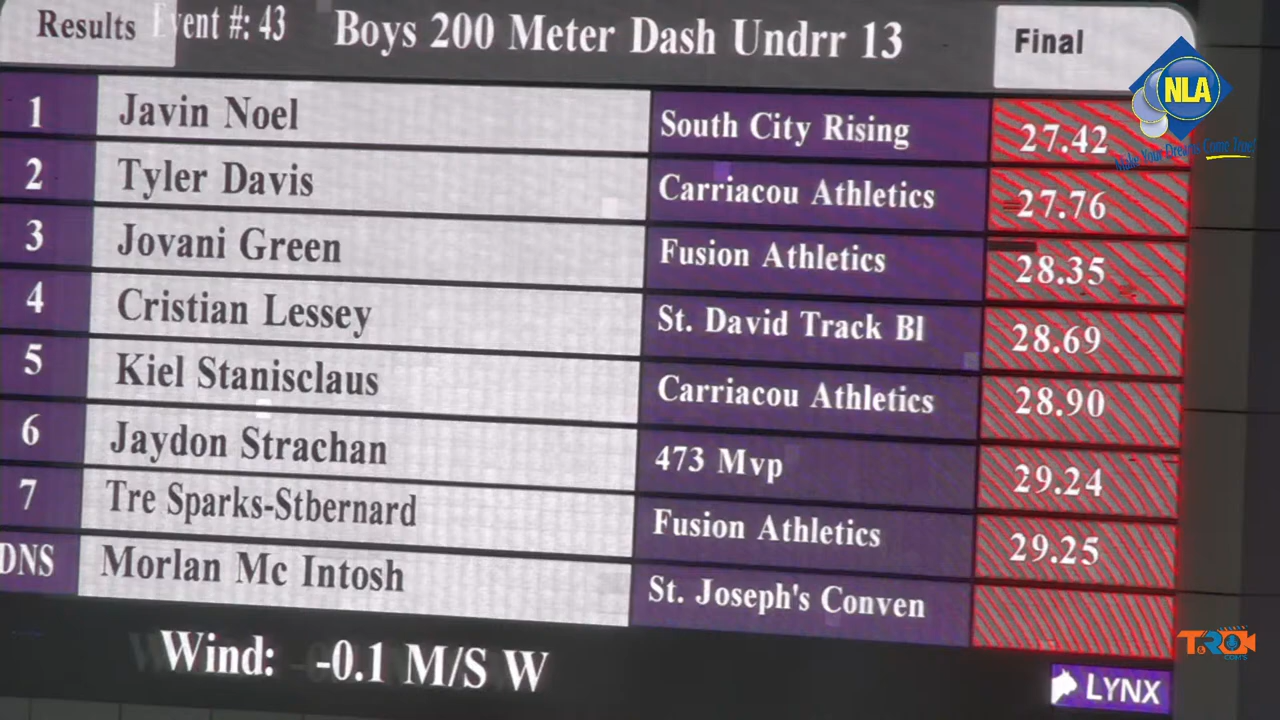 Results Event #: 43 Boys 200 Meter Dash Undrr 13 Final
1 Javin Noel South City Rising 27.42
2 Tyler Davis Carriacou Athletics 27.76
3 Jovani Green Fusion Athletics 28.35
4 Cristian Lessey St. David Track Bl 28.69
5 Kiel Stanisclaus Carriacou Athletics 28.90
6 Jaydon Strachan 473 Mvp 29.24
7 Tre Sparks-Stbernard Fusion Athletics 29.25
DNS Morlan Mc Intosh St. Joseph's Conven
Wind: -0.1 M/S W
LYNX
NLA
Make Your Dreams Come True!
T&RO
COM'S